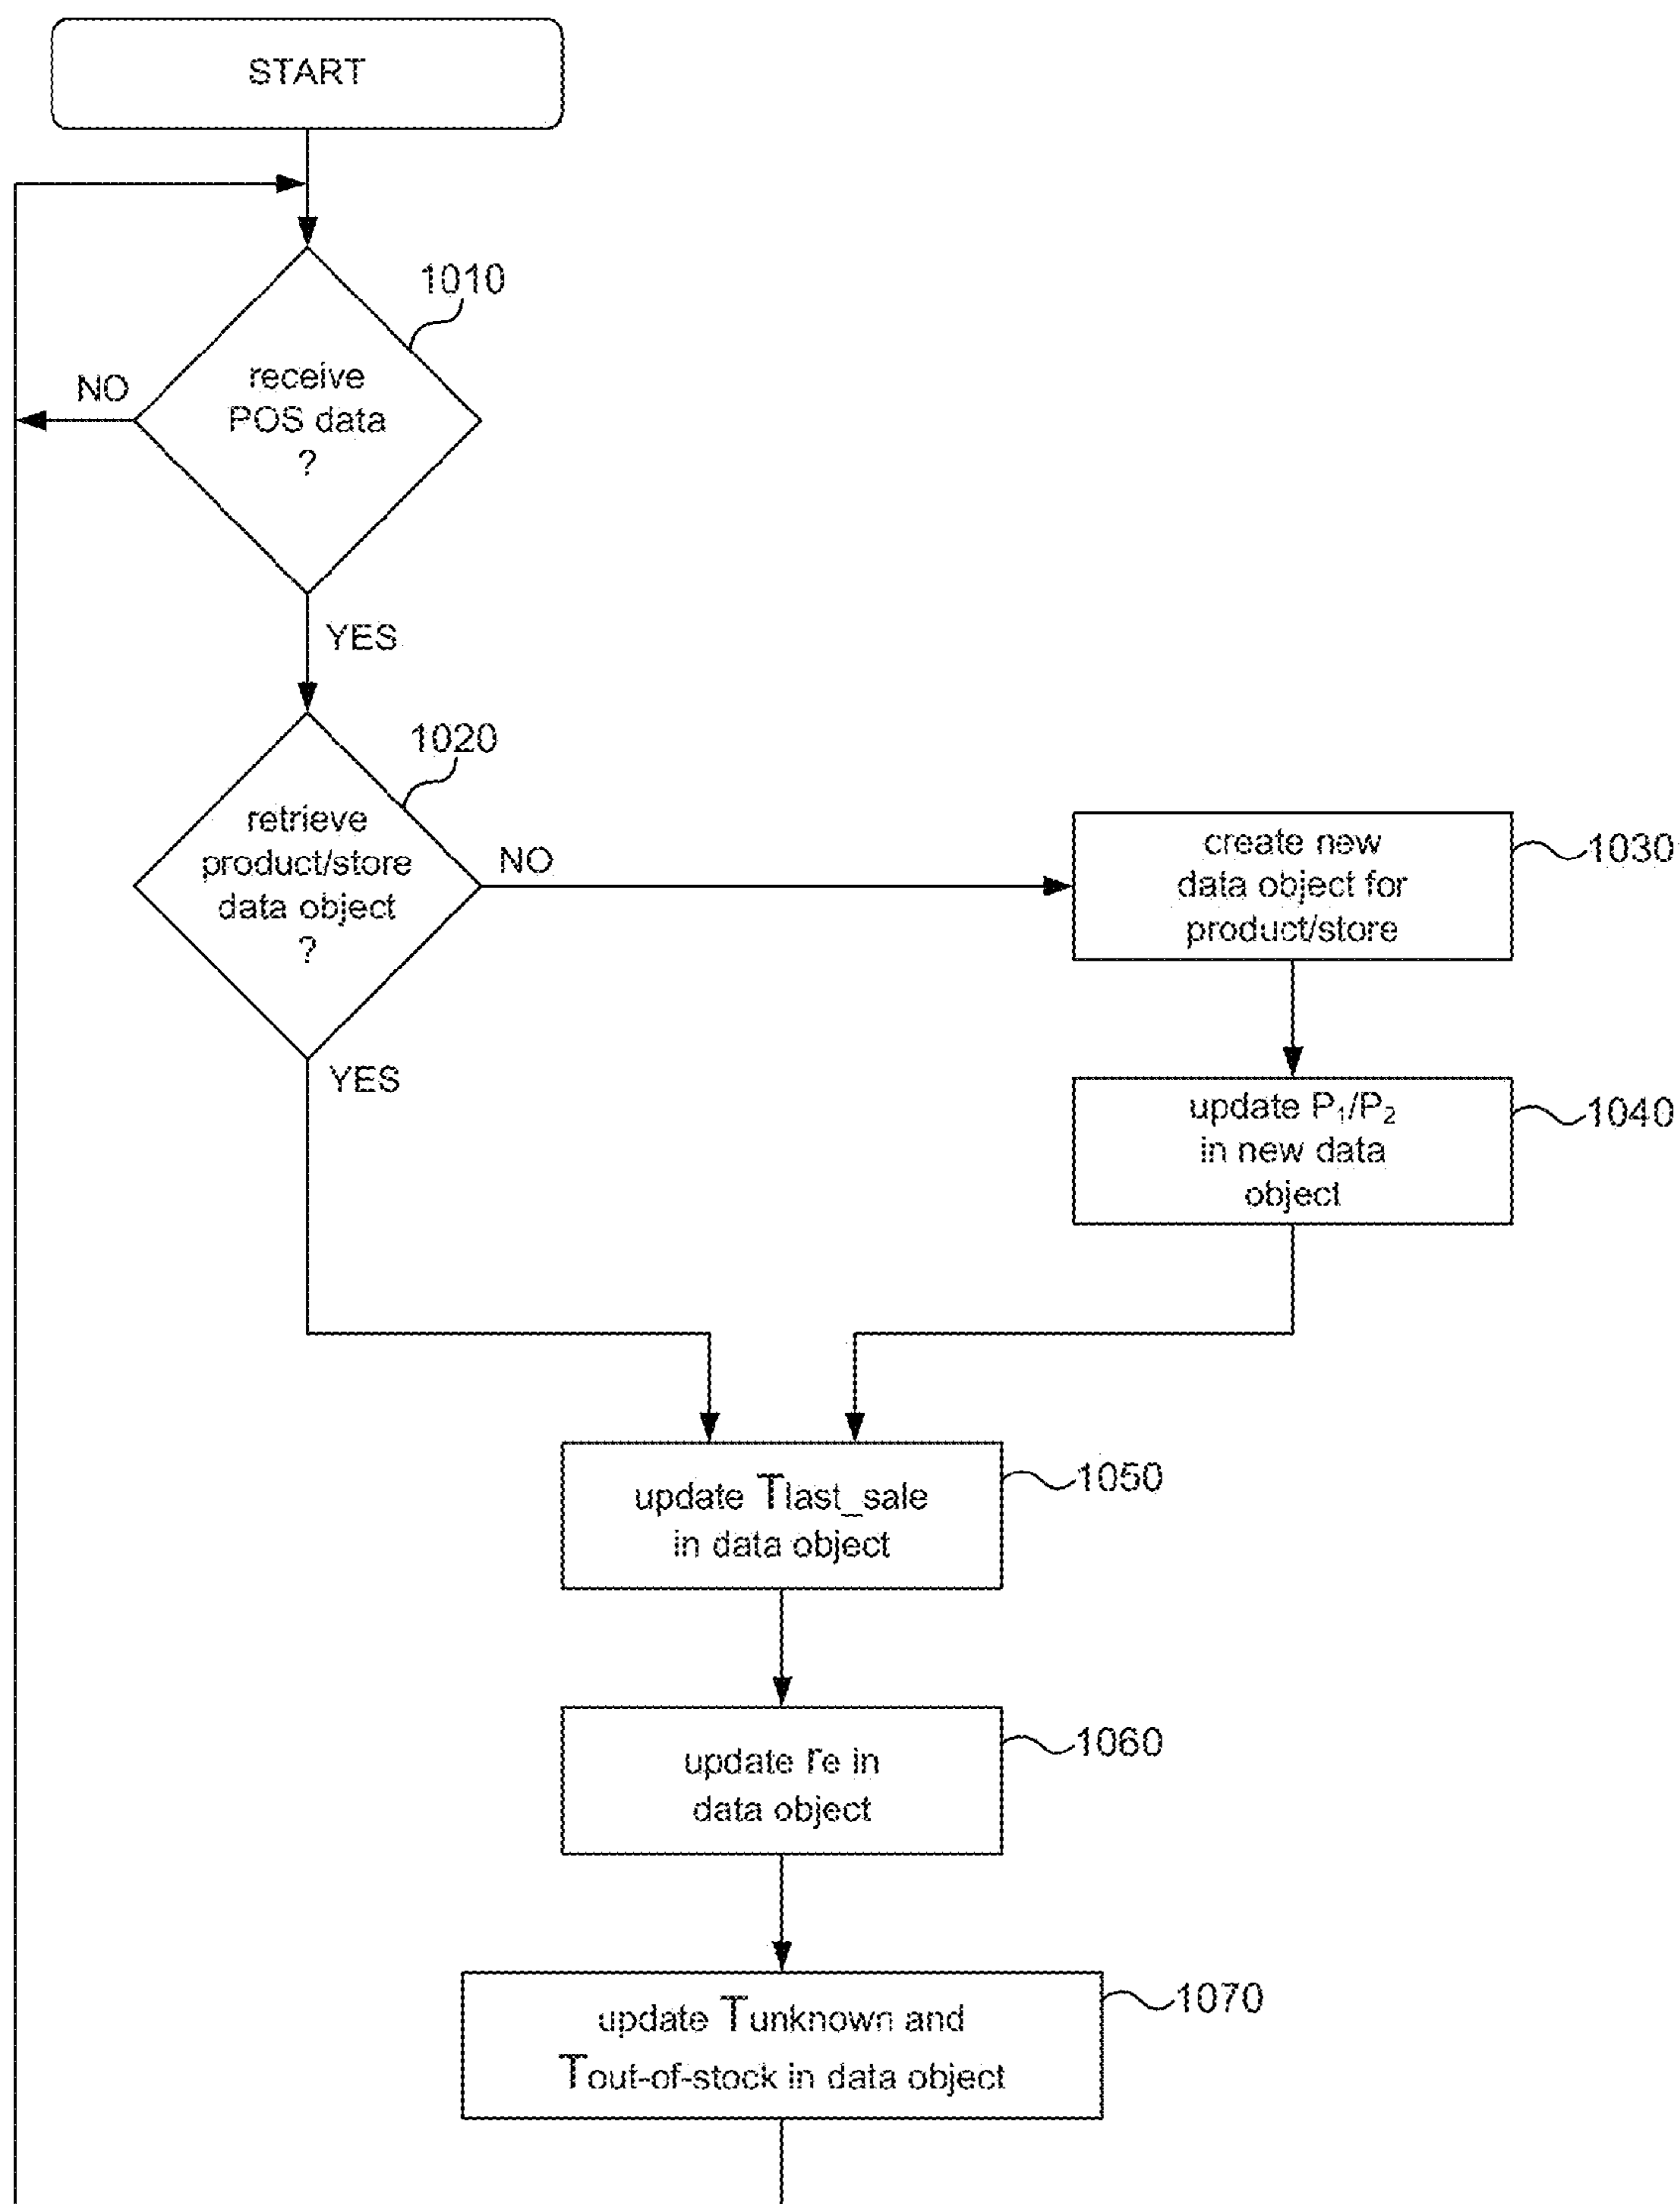 START
1010
receive
POS data
?
NO
YES
1020
retrieve
product/store
data object
?
NO
YES
create new
data object for
product/store
1030
update P₁/P₂
in new data
object
1040
update Tlast_sale
in data object
1050
update re in
data object
1060
update Tunknown and
Tout-of-stock in data object
1070